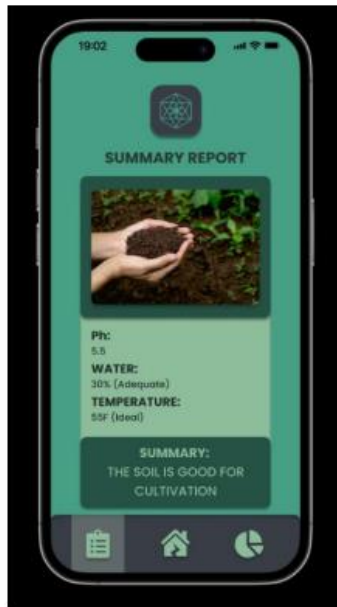 19:02
SUMMARY REPORT
Ph:
5.5
WATER:
30% (Adequate)
TEMPERATURE:
55F (Ideal)
SUMMARY:
THE SOIL IS GOOD FOR
CULTIVATION